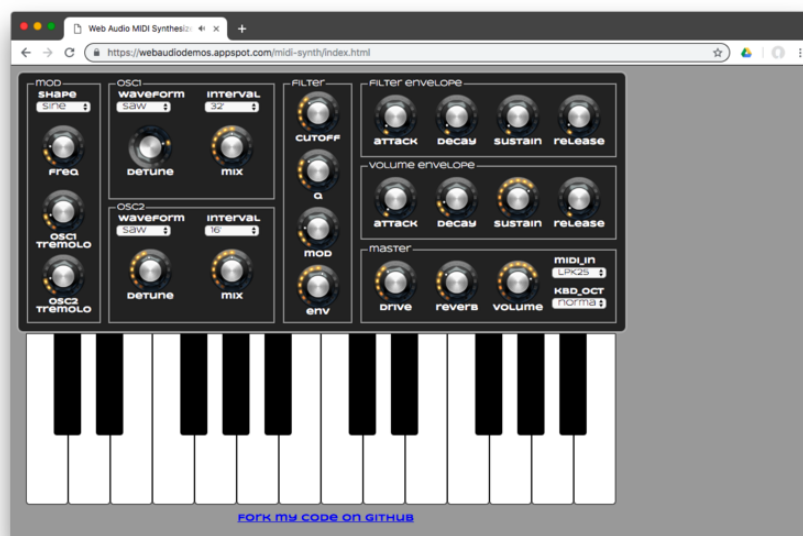 Web Audio MIDI Synthesize
https://webaudiodemos.appspot.com/midi-synth/index.html
MOD
SHAPE
sine
Freq
OSC1
Tremolo
OSC2
Tremolo
OSC1
WAVEFORM
saw
INTERVAL
32'
DETUNE
MIX
OSC2
WAVEFORM
saw
INTERVAL
16'
DETUNE
MIX
FILTER
CUTOFF
Q
MOD
ENV
FILTER ENVELOPE
ATTACK
DECAY
SUSTAIN
RELEASE
VOLUME ENVELOPE
ATTACK
DECAY
SUSTAIN
RELEASE
MASTER
DRIVE
REVERB
VOLUME
MIDI_IN
LPK25
KBD_OCT
norma
Fork my code on GitHub